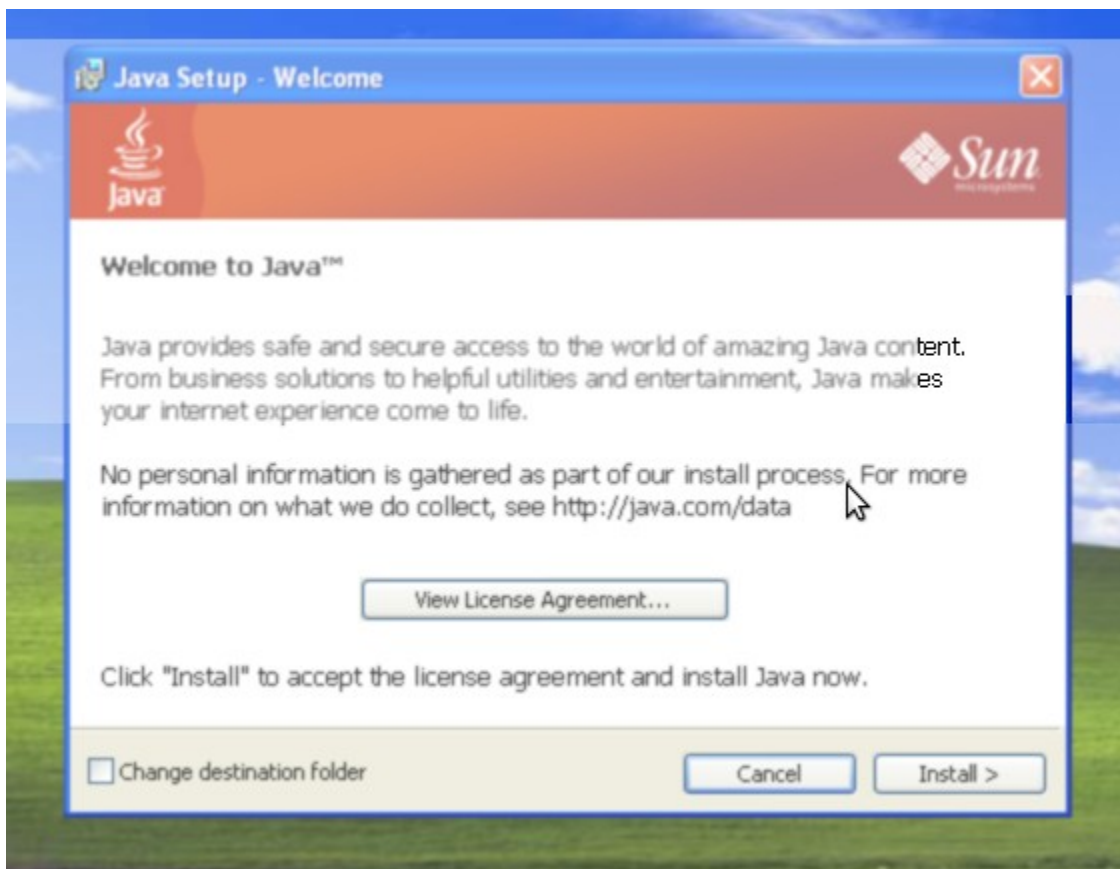 Java Setup - Welcome
Java
Sun
microsystems
Welcome to Java™
Java provides safe and secure access to the world of amazing Java content.
From business solutions to helpful utilities and entertainment, Java makes
your internet experience come to life.
No personal information is gathered as part of our install process. For more
information on what we do collect, see http://java.com/data
View License Agreement...
Click "Install" to accept the license agreement and install Java now.
Change destination folder
Cancel
Install >